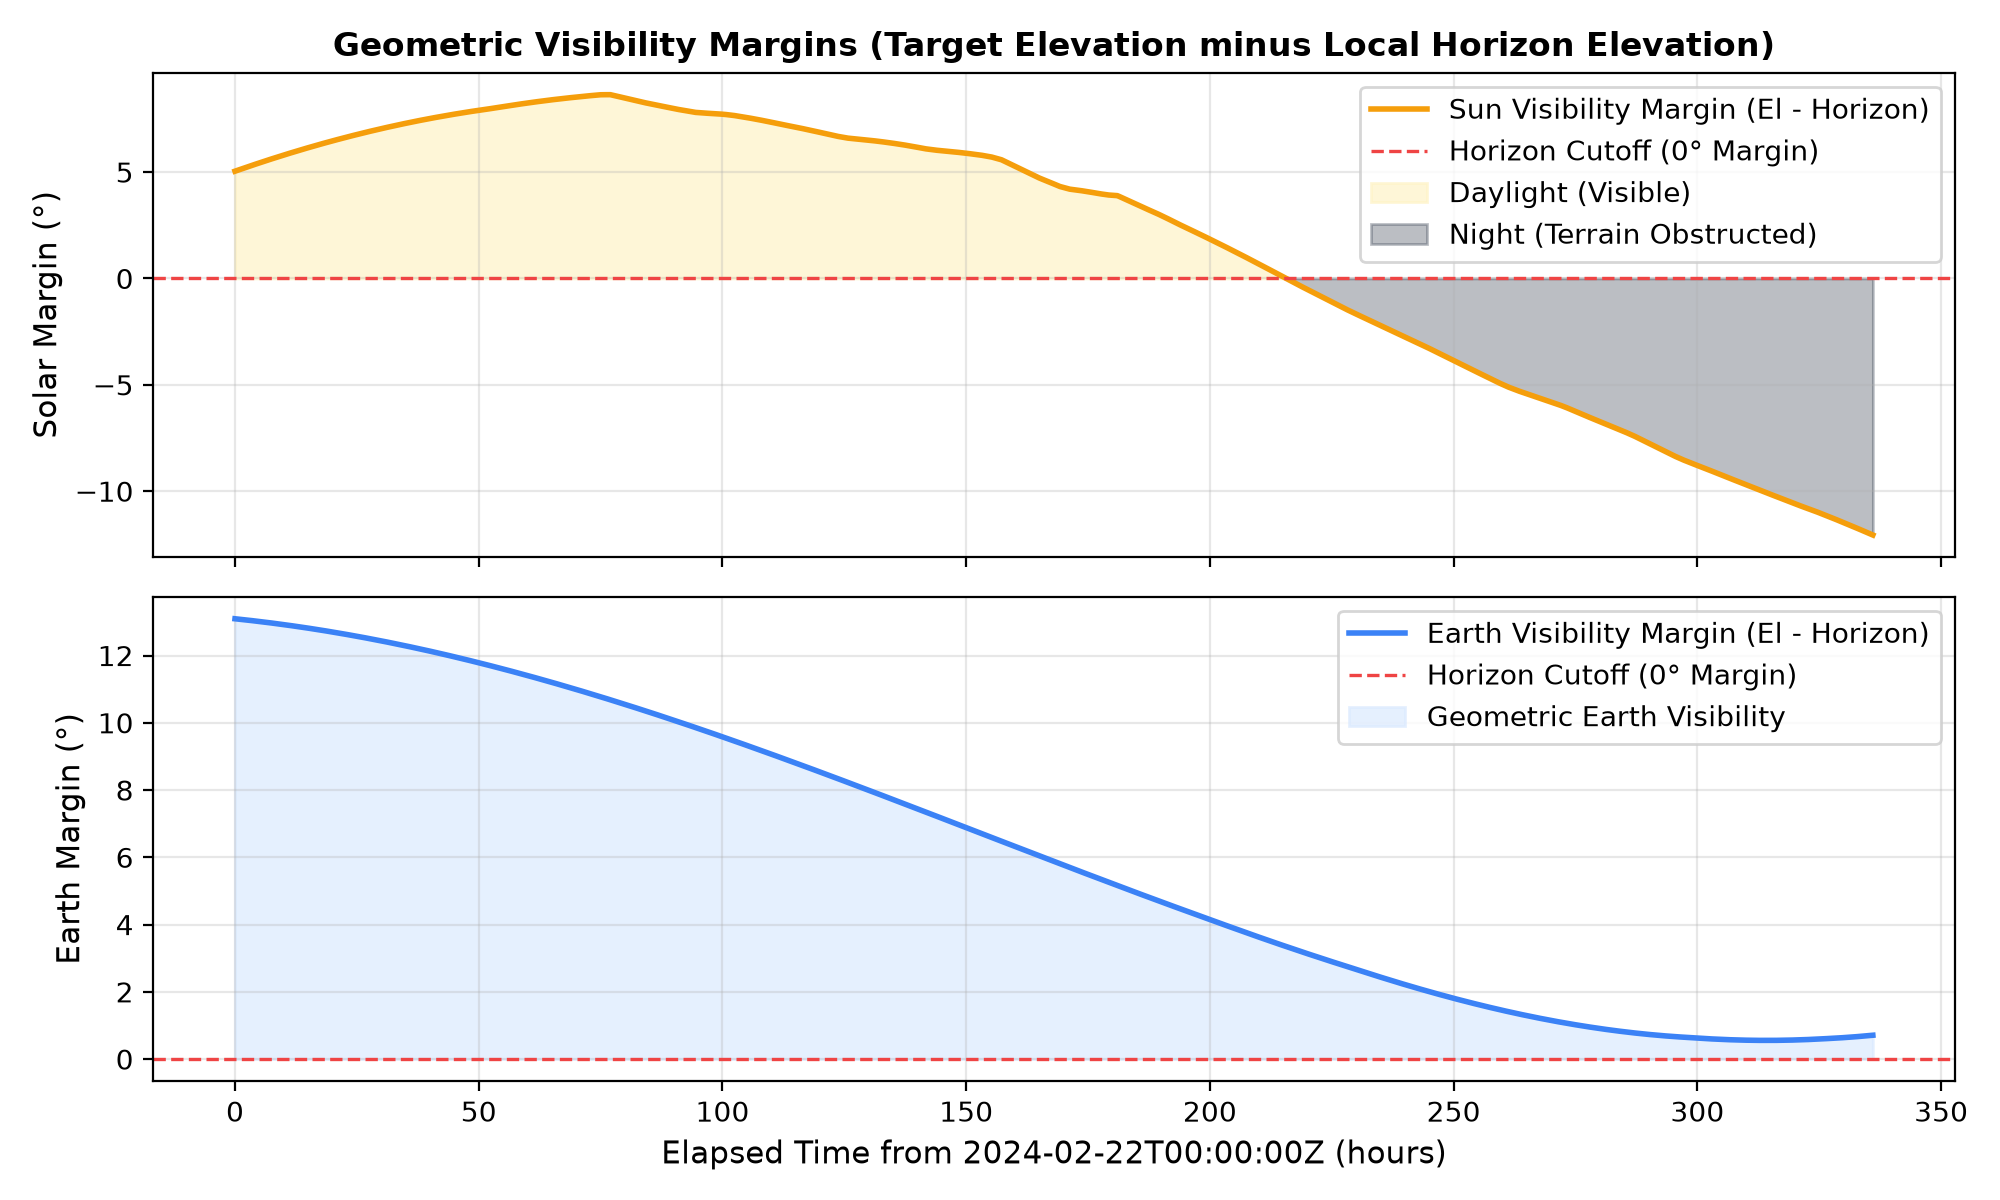 Geometric Visibility Margins (Target Elevation minus Local Horizon Elevation)
Solar Margin (°)
5
0
−5
−10
Sun Visibility Margin (El - Horizon)
Horizon Cutoff (0° Margin)
Daylight (Visible)
Night (Terrain Obstructed)
Earth Margin (°)
12
10
8
6
4
2
0
Earth Visibility Margin (El - Horizon)
Horizon Cutoff (0° Margin)
Geometric Earth Visibility
0 50 100 150 200 250 300 350
Elapsed Time from 2024-02-22T00:00:00Z (hours)